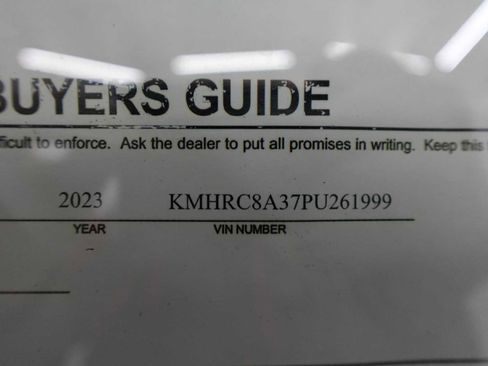 BUYERS GUIDE
ficult to enforce. Ask the dealer to put all promises in writing. Keep this
2023 KMHRC8A37PU261999
YEAR VIN NUMBER